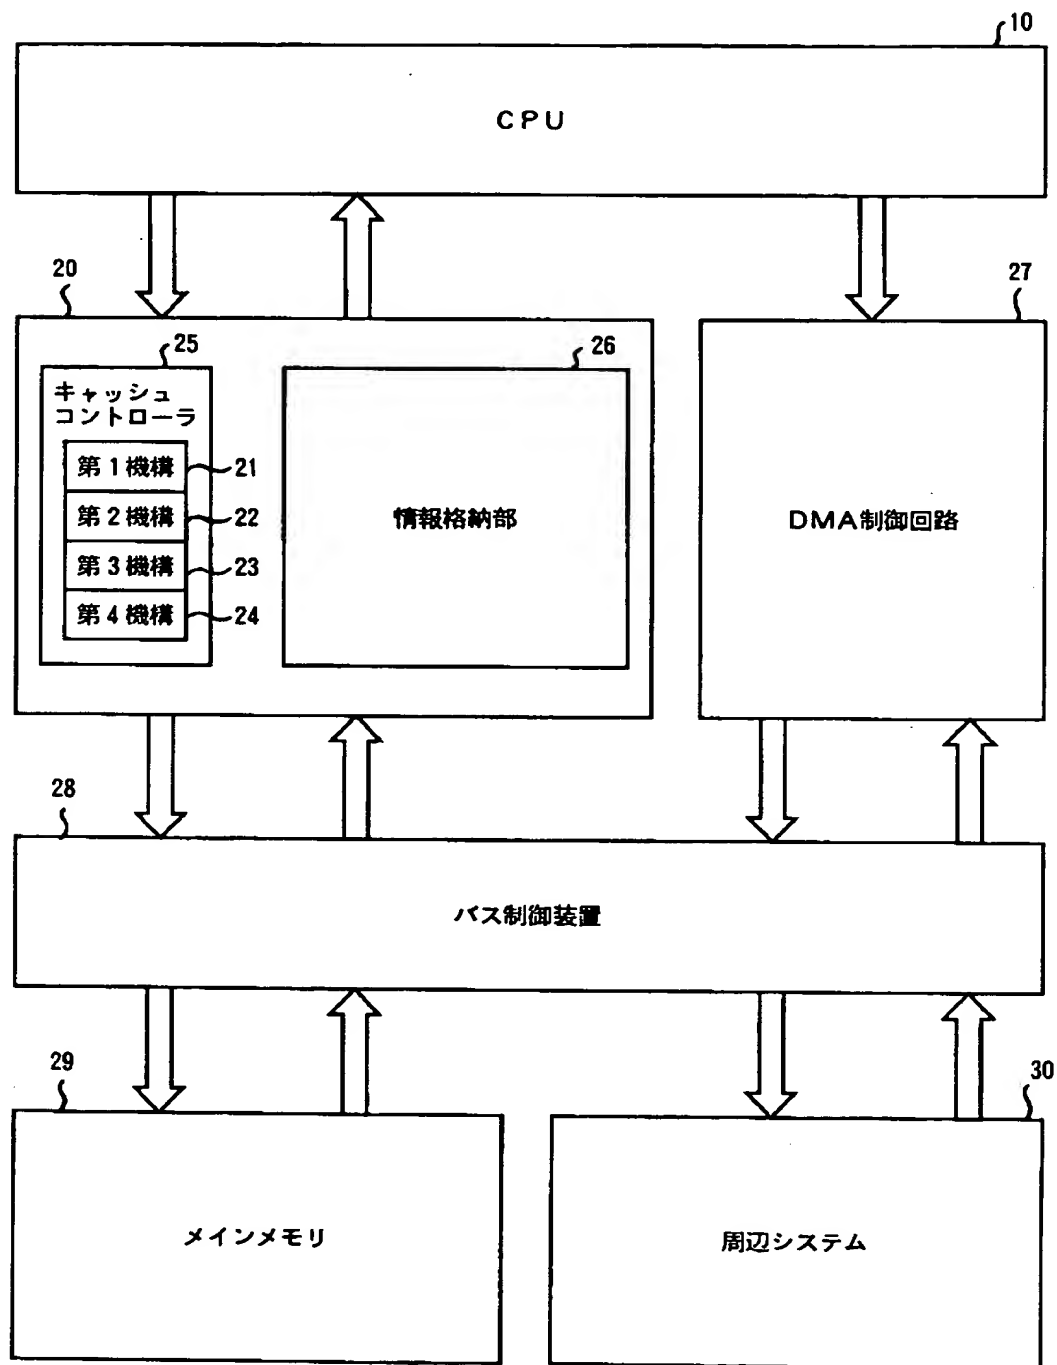 10
CPU
20
27
25
26
キャッシュ
コントローラ
第1機構
21
第2機構
22
第3機構
23
第4機構
24
情報格納部
DMA制御回路
28
バス制御装置
29
30
メインメモリ
周辺システム